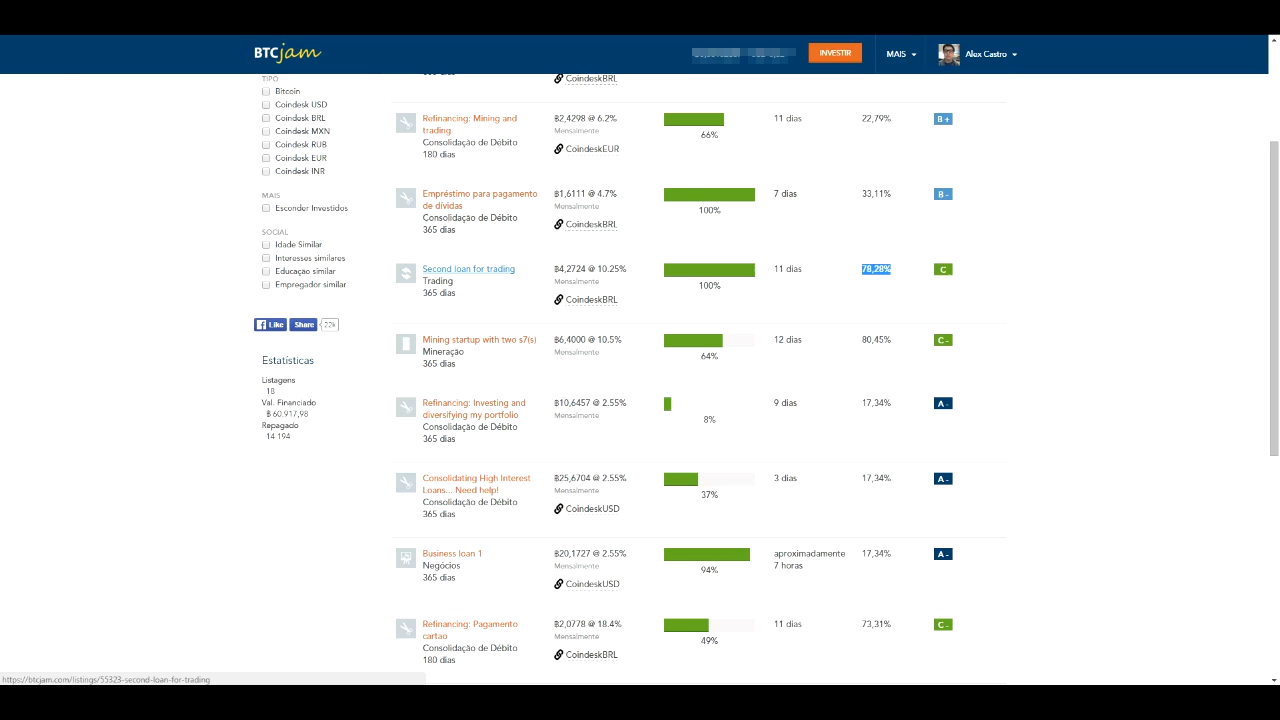 BTCjam
INVESTIR
MAIS
Alex Castro
TIPO
Bitcoin
Coindesk USD
Coindesk BRL
Coindesk MXN
Coindesk RUB
Coindesk EUR
Coindesk INR
MAIS
Esconder Investidos
SOCIAL
Idade Similar
Interesses similares
Educação similar
Empregador similar
Like Share 22k
Estatísticas
Listagens
18
Val. Financiado
฿ 60.917,98
Repagado
14.194
CoindeskBRL
Refinancing: Mining and
trading
Consolidação de Débito
180 dias
฿2,4298 @ 6.2%
Mensalmente
CoindeskEUR
66%
11 dias
22,79%
B +
Empréstimo para pagamento
de dívidas
Consolidação de Débito
365 dias
฿1,6111 @ 4.7%
Mensalmente
CoindeskBRL
100%
7 dias
33,11%
B -
Second loan for trading
Trading
365 dias
฿4,2724 @ 10.25%
Mensalmente
CoindeskBRL
100%
11 dias
78,28%
C
Mining startup with two s7(s)
Mineração
365 dias
฿6,4000 @ 10.5%
Mensalmente
64%
12 dias
80,45%
C -
Refinancing: Investing and
diversifying my portfolio
Consolidação de Débito
365 dias
฿10,6457 @ 2.55%
Mensalmente
8%
9 dias
17,34%
A -
Consolidating High Interest
Loans... Need help!
Consolidação de Débito
365 dias
฿25,6704 @ 2.55%
Mensalmente
CoindeskUSD
37%
3 dias
17,34%
A -
Business loan 1
Negócios
365 dias
฿20,1727 @ 2.55%
Mensalmente
CoindeskUSD
94%
aproximadamente
7 horas
17,34%
A -
Refinancing: Pagamento
cartao
Consolidação de Débito
180 dias
฿2,0778 @ 18.4%
Mensalmente
CoindeskBRL
49%
11 dias
73,31%
C -
https://btcjam.com/listings/55323-second-loan-for-trading